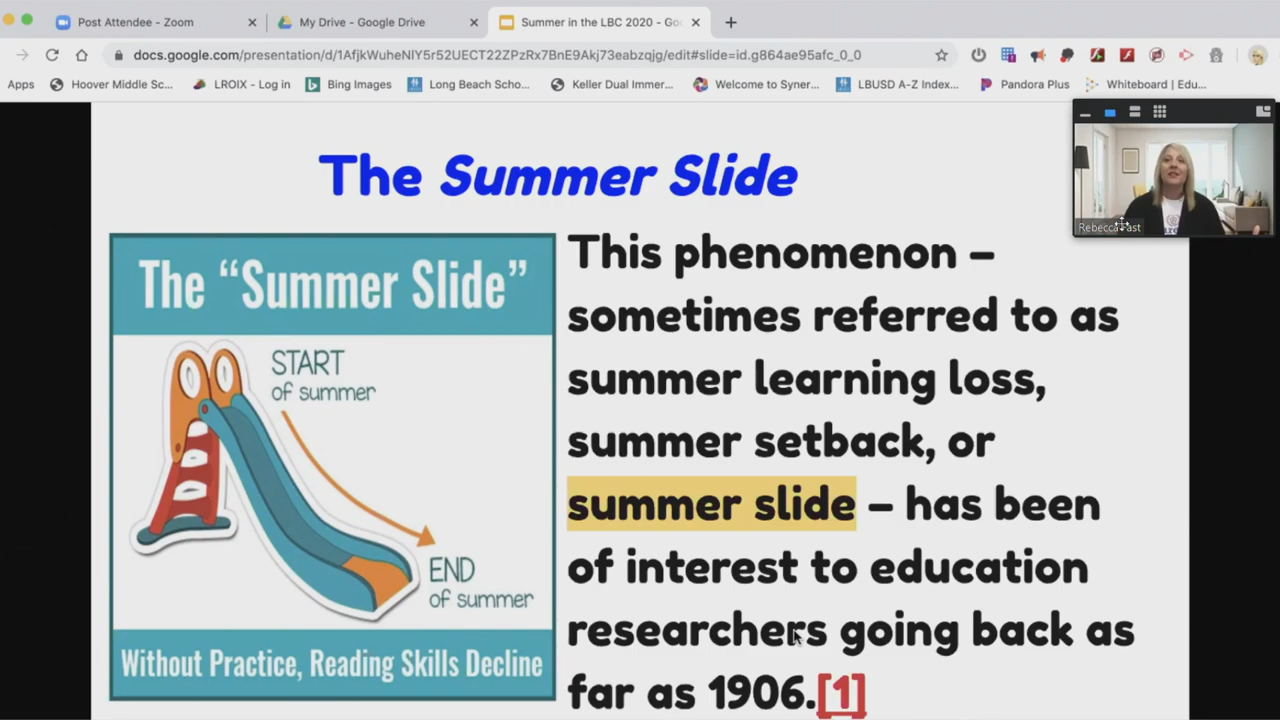 Post Attendee - Zoom
My Drive - Google Drive
Summer in the LBC 2020 - Goo
docs.google.com/presentation/d/1AfjkWuheNIY5r52UECT22ZPzRx7BnE9Akj73eabzqjg/edit#slide=id.g864ae95afc_0_0
Apps
Hoover Middle Sc...
LROIX - Log in
Bing Images
Long Beach Scho...
Keller Dual Immer...
Welcome to Syner...
LBUSD A-Z Index...
Pandora Plus
Whiteboard | Edu...
The Summer Slide
The “Summer Slide”
START
of summer
END
of summer
Without Practice, Reading Skills Decline
This phenomenon –
sometimes referred to as
summer learning loss,
summer setback, or
summer slide – has been
of interest to education
researchers going back as
far as 1906.[1]